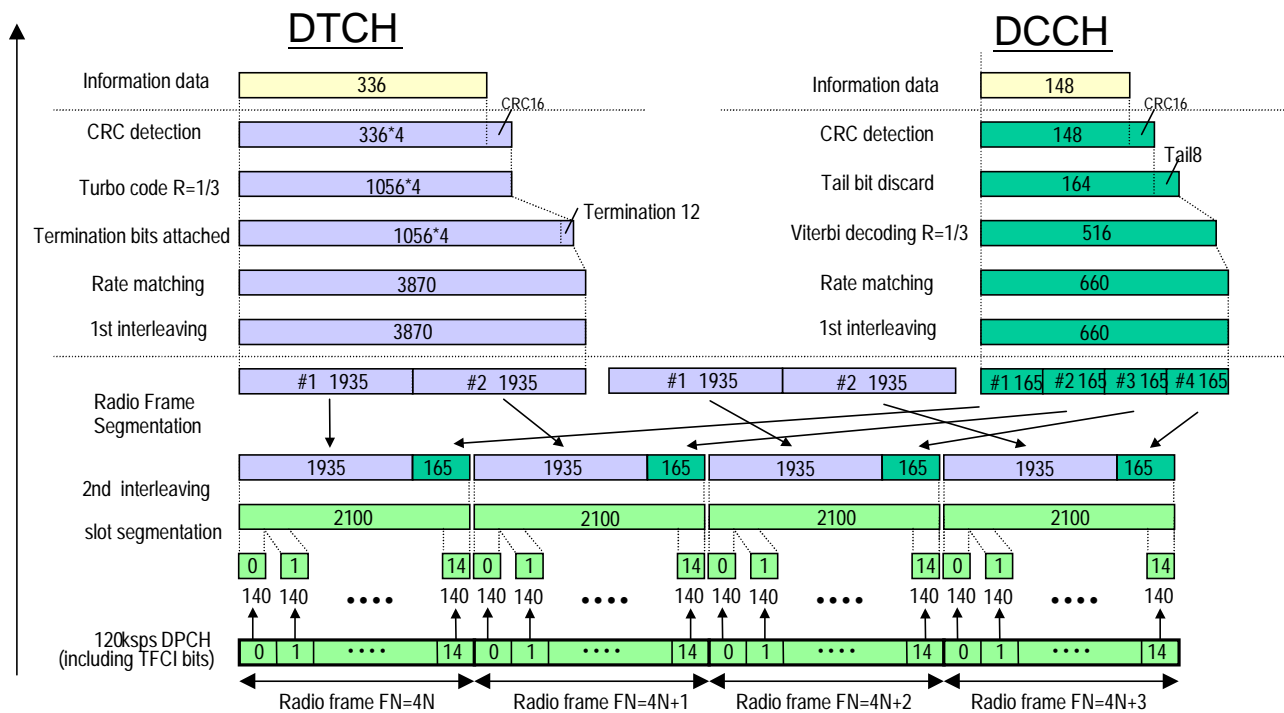 DTCH
DCCH
Information data
336
Information data
148
CRC16
CRC16
CRC detection
336*4
CRC detection
148
Tail8
Turbo code R=1/3
1056*4
Tail bit discard
164
Termination 12
Termination bits attached
1056*4
Viterbi decoding R=1/3
516
Rate matching
3870
Rate matching
660
1st interleaving
3870
1st interleaving
660
#1 1935
#2 1935
#1 1935
#2 1935
#1 165
#2 165
#3 165
#4 165
Radio Frame
Segmentation
1935
165
1935
165
1935
165
1935
165
2nd interleaving
2100
2100
2100
2100
slot segmentation
0
1
14
0
1
14
0
1
14
0
1
14
140
140
••••
140
140
140
••••
140
140
140
••••
140
140
140
••••
140
120ksps DPCH
(including TFCI bits)
0
1
••••
14
0
1
••••
14
0
1
••••
14
0
1
••••
14
Radio frame FN=4N
Radio frame FN=4N+1
Radio frame FN=4N+2
Radio frame FN=4N+3